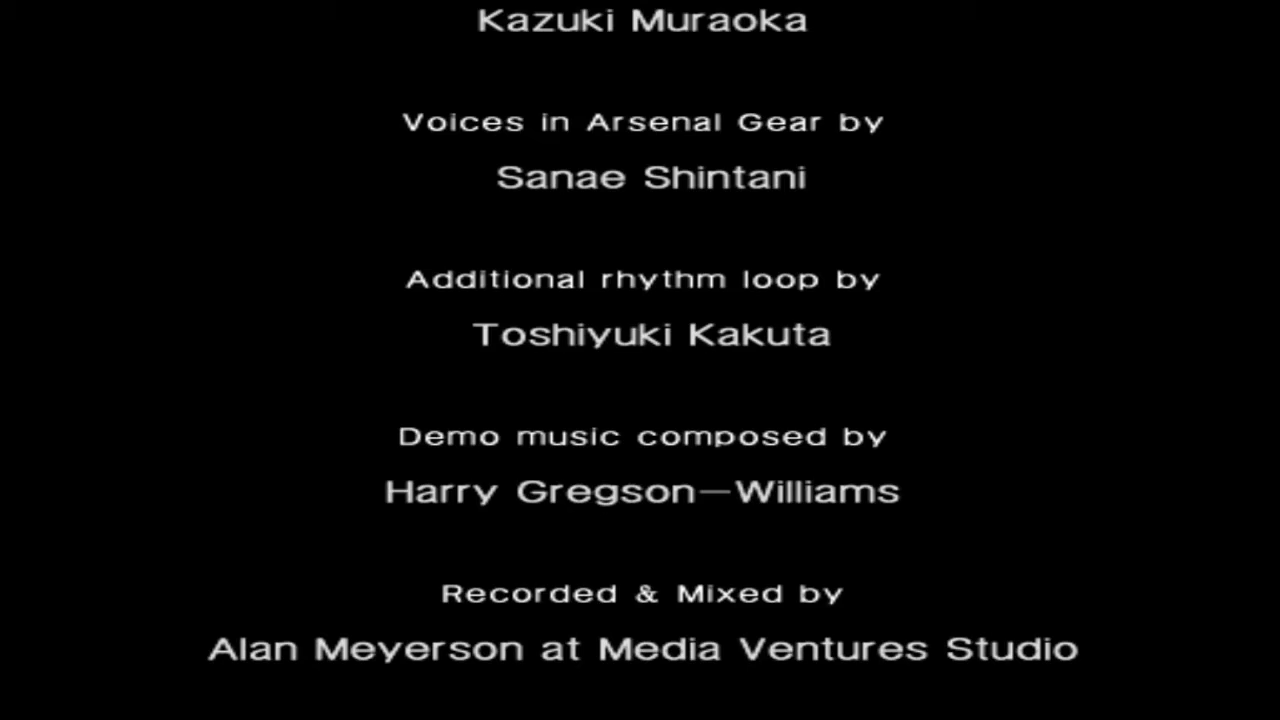 Kazuki Muraoka
Voices in Arsenal Gear by
Sanae Shintani
Additional rhythm loop by
Toshiyuki Kakuta
Demo music composed by
Harry Gregson—Williams
Recorded & Mixed by
Alan Meyerson at Media Ventures Studio